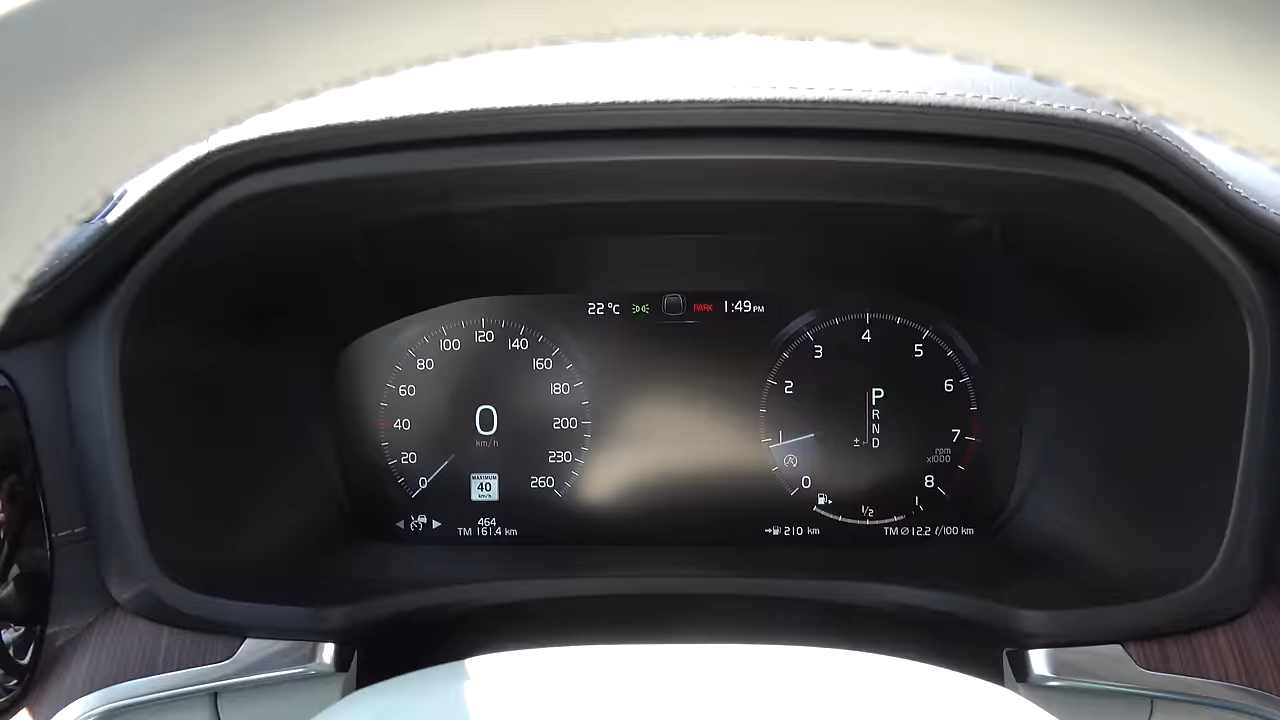 22 °C PARK 1:49 PM
0 20 40 60 80 100 120 140 160 180 200 230 260
0
km/h
MAXIMUM
40
km/h
464
TM 161.4 km
0 1 2 3 4 5 6 7 8
rpm
x1000
P
R
N
± D
1/2
210 km
TM ∅ 12.2 ℓ/100 km